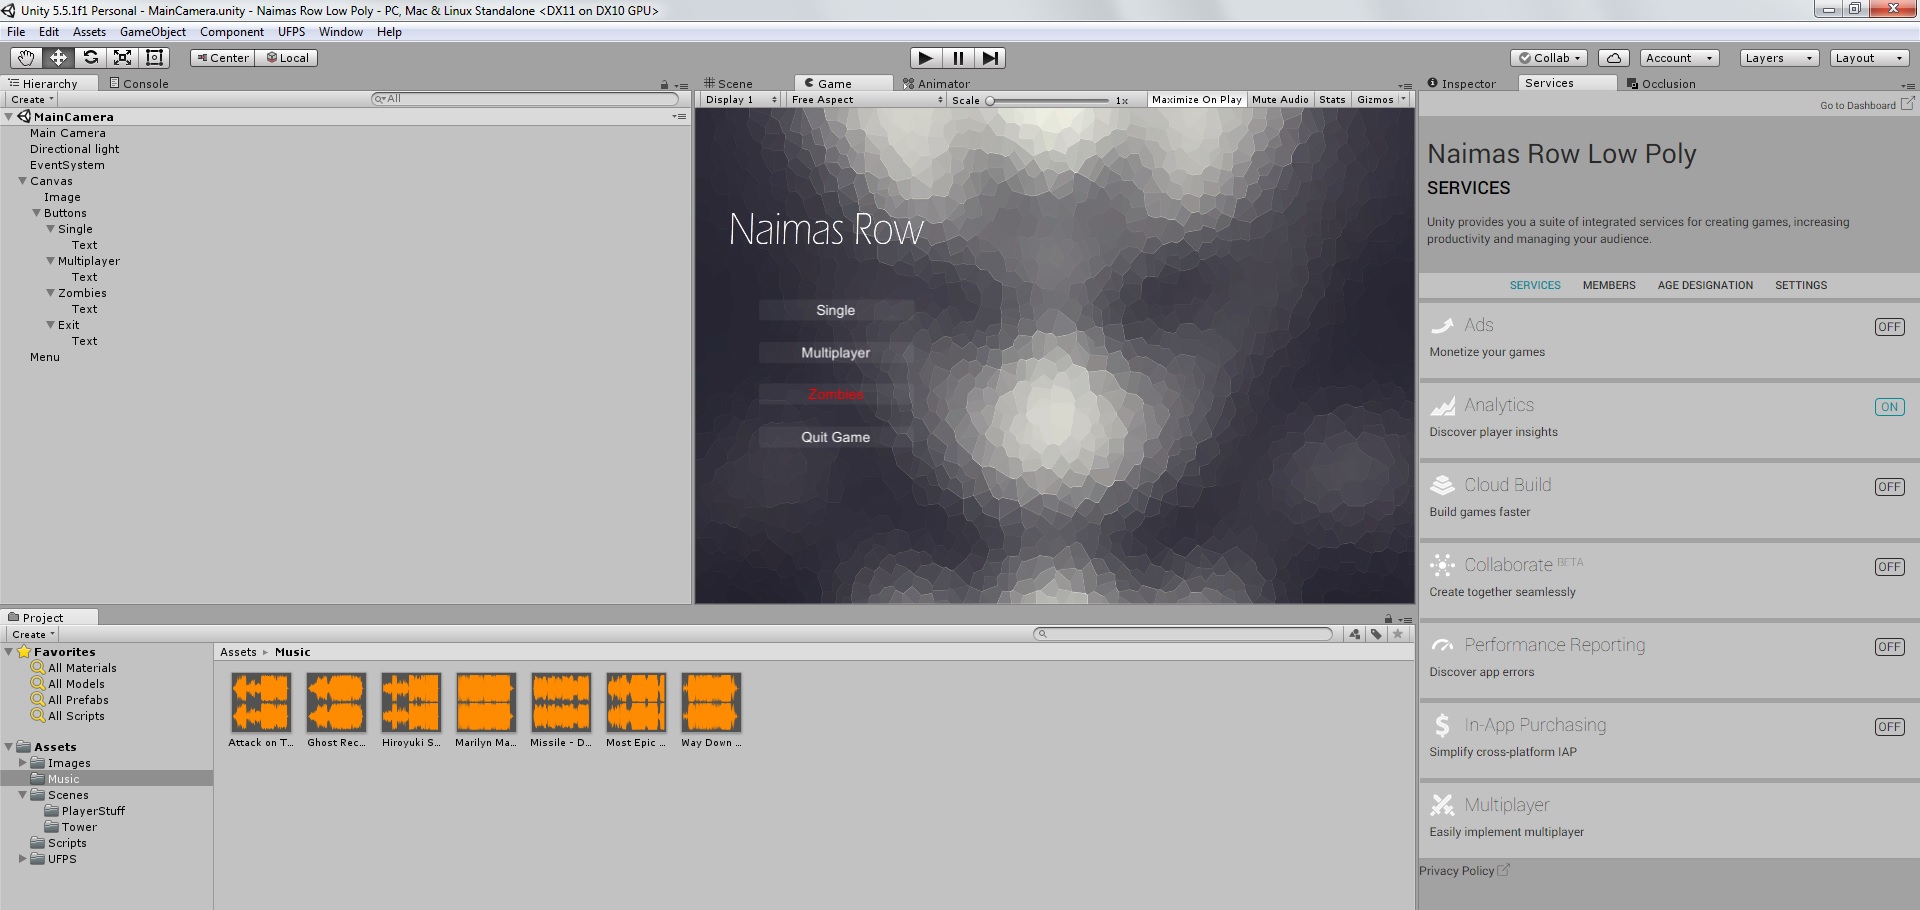 Unity 5.5.1f1 Personal - MainCamera.unity - Naimas Row Low Poly - PC, Mac & Linux Standalone <DX11 on DX10 GPU>
File Edit Assets GameObject Component UFPS Window Help
Center Local Collab Account Layers Layout
Hierarchy Console
Create All
MainCamera
Main Camera
Directional light
EventSystem
Canvas
Image
Buttons
Single
Text
Multiplayer
Text
Zombies
Text
Exit
Text
Menu
Scene Game Animator
Display 1 Free Aspect Scale 1x Maximize On Play Mute Audio Stats Gizmos
Naimas Row
Single
Multiplayer
Zombies
Quit Game
Inspector Services Occlusion
Go to Dashboard
Naimas Row Low Poly
SERVICES
Unity provides you a suite of integrated services for creating games, increasing
productivity and managing your audience.
SERVICES MEMBERS AGE DESIGNATION SETTINGS
Ads OFF
Monetize your games
Analytics ON
Discover player insights
Cloud Build OFF
Build games faster
Collaborate BETA OFF
Create together seamlessly
Performance Reporting OFF
Discover app errors
In-App Purchasing OFF
Simplify cross-platform IAP
Multiplayer
Easily implement multiplayer
Privacy Policy
Project
Create
Favorites
All Materials
All Models
All Prefabs
All Scripts
Assets
Images
Music
Scenes
PlayerStuff
Tower
Scripts
UFPS
Assets ▸ Music
Attack on T... Ghost Rec... Hiroyuki S... Marilyn Ma... Missile - D... Most Epic ... Way Down ...